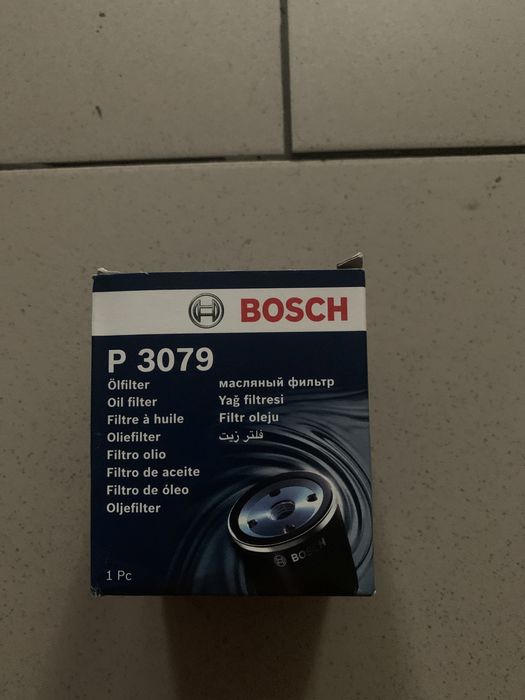 BOSCH
P 3079
Ölfilter
Oil filter
Filtre à huile
Oliefilter
Filtro olio
Filtro de aceite
Filtro de óleo
Oljefilter
масляный фильтр
Yağ filtresi
Filtr oleju
فلتر زيت
BOSCH
1 Pc